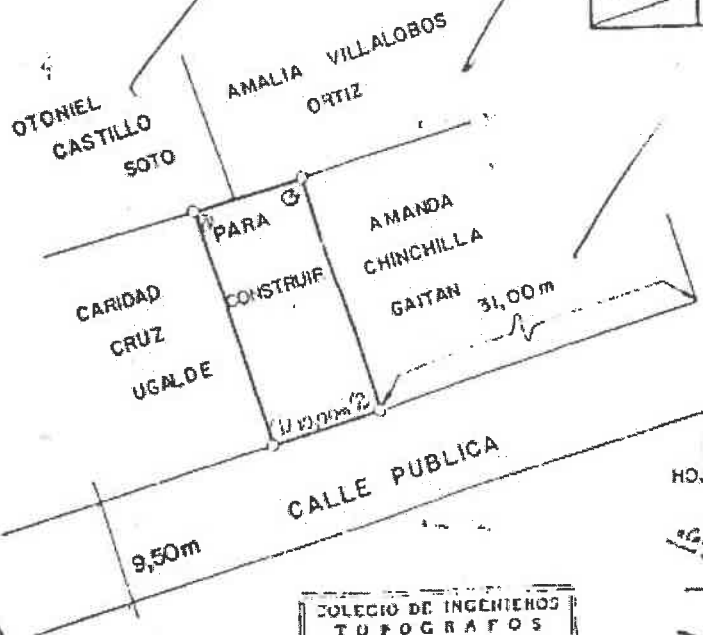 AMALIA VILLALOBOS
ORTIZ
OTONIEL
CASTILLO
SOTO
PARA
CONSTRUIR
AMANDA
CHINCHILLA
GAITAN
31,00m
CARIDAD
CRUZ
UGALDE
CALLE PUBLICA
9,50m
COLEGIO DE INGENIEROS
TOPOGRAFOS